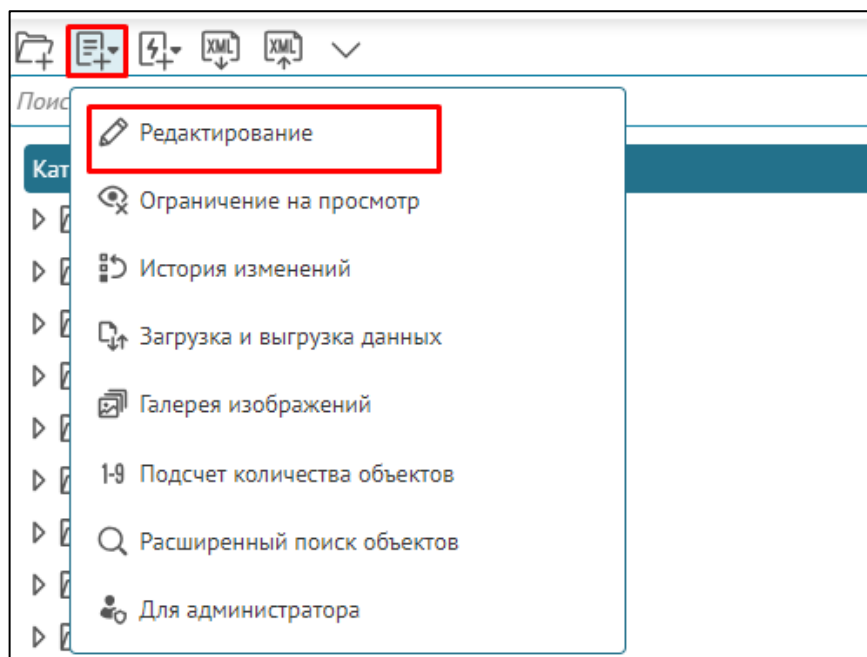 XML XML
Поис
Кат
Редактирование
Ограничение на просмотр
История изменений
Загрузка и выгрузка данных
Галерея изображений
1-9 Подсчет количества объектов
Расширенный поиск объектов
Для администратора